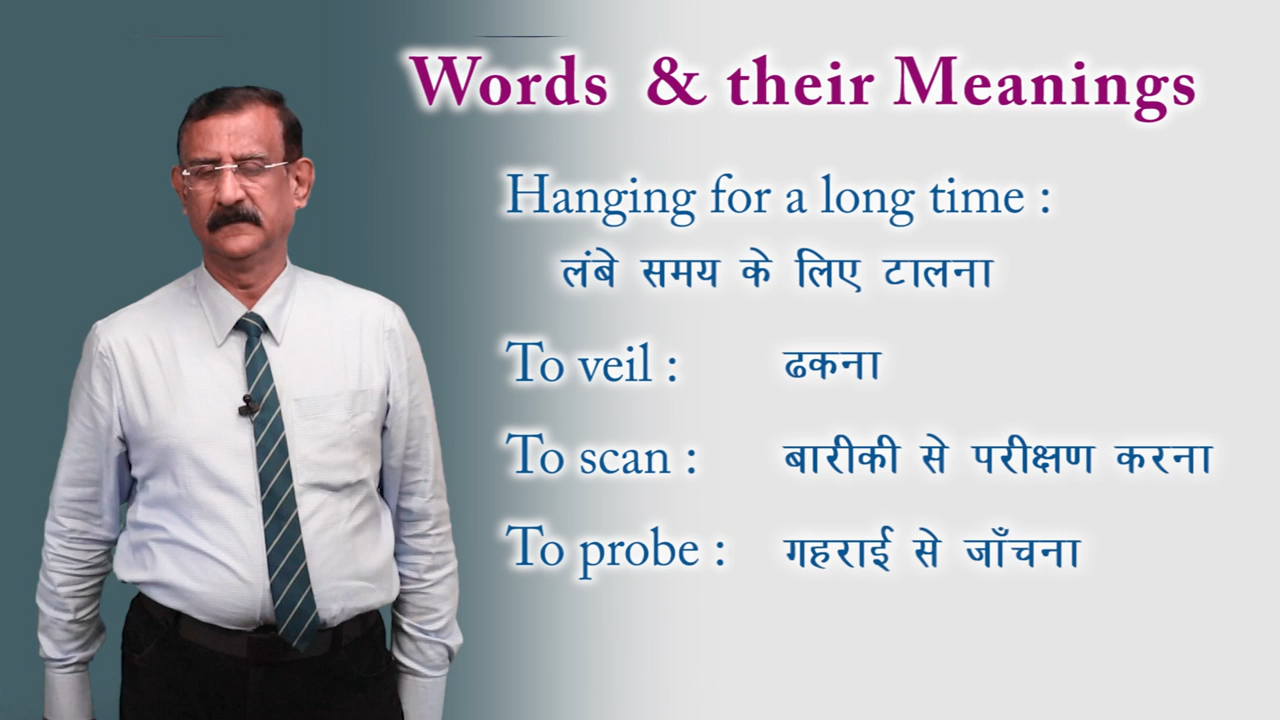 Words & their Meanings
Hanging for a long time :
लंबे समय के लिए टालना
To veil : ढकना
To scan : बारीकी से परीक्षण करना
To probe : गहराई से जाँचना